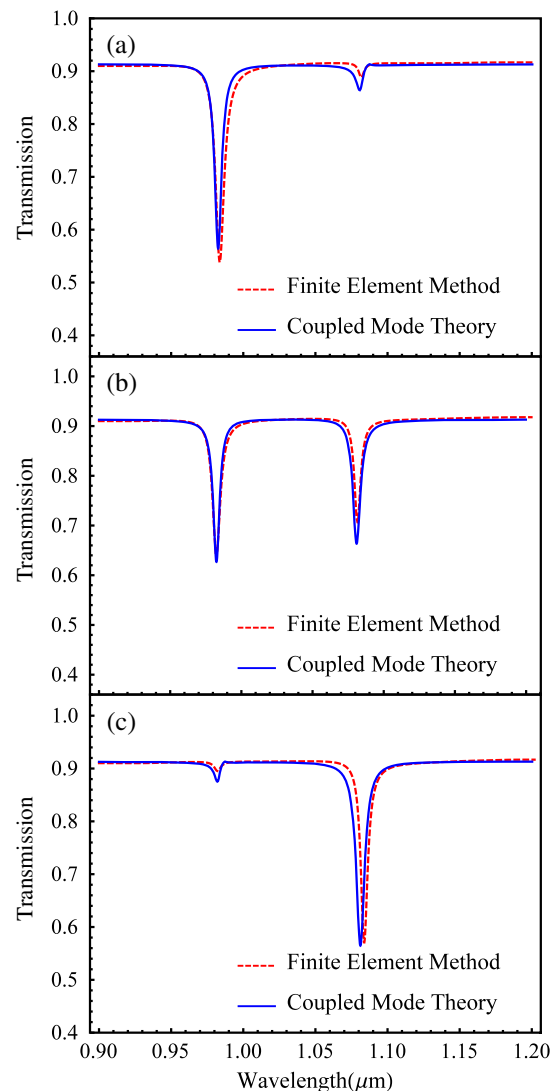 (a)
1.0
0.9
0.8
0.7
0.6
0.5
0.4
Transmission
Finite Element Method
Coupled Mode Theory
(b)
1.0
0.9
0.8
0.7
0.6
0.5
0.4
Transmission
Finite Element Method
Coupled Mode Theory
(c)
1.0
0.9
0.8
0.7
0.6
0.5
0.4
Transmission
Finite Element Method
Coupled Mode Theory
0.90 0.95 1.00 1.05 1.10 1.15 1.20
Wavelength(μm)